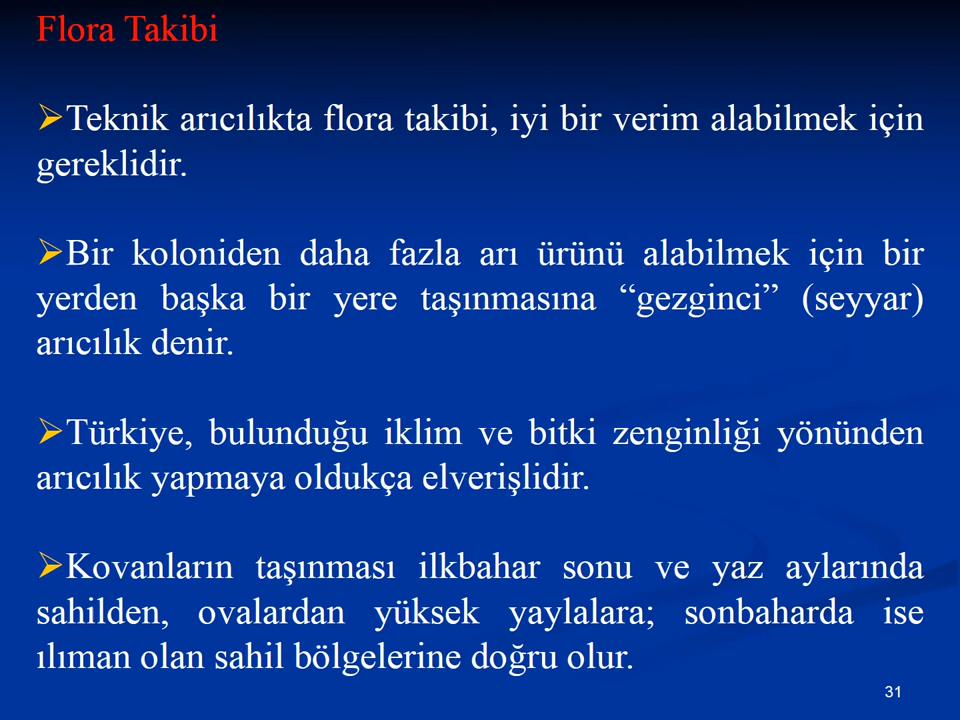 Flora Takibi
➢Teknik arıcılıkta flora takibi, iyi bir verim alabilmek için
gereklidir.
➢Bir koloniden daha fazla arı ürünü alabilmek için bir
yerden başka bir yere taşınmasına “gezginci” (seyyar)
arıcılık denir.
➢Türkiye, bulunduğu iklim ve bitki zenginliği yönünden
arıcılık yapmaya oldukça elverişlidir.
➢Kovanların taşınması ilkbahar sonu ve yaz aylarında
sahilden, ovalardan yüksek yaylalara; sonbaharda ise
ılıman olan sahil bölgelerine doğru olur.
31